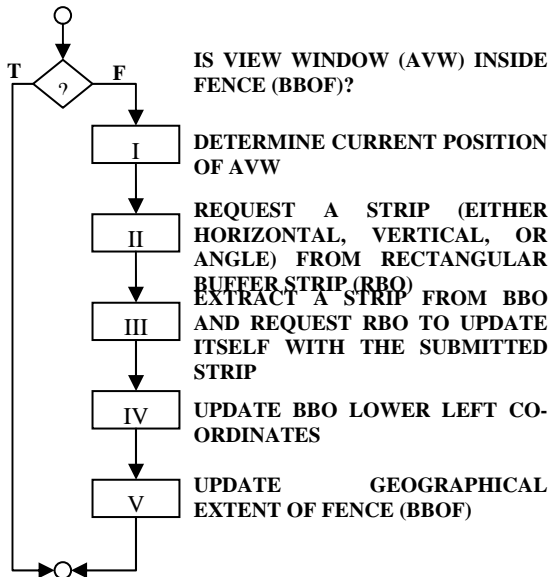 IS VIEW WINDOW (AVW) INSIDE
FENCE (BBOF)?
T
F
?
I
DETERMINE CURRENT POSITION
OF AVW
II
REQUEST A STRIP (EITHER
HORIZONTAL, VERTICAL, OR
ANGLE) FROM RECTANGULAR
BUFFER STRIP (RBO)
III
EXTRACT A STRIP FROM BBO
AND REQUEST RBO TO UPDATE
ITSELF WITH THE SUBMITTED
STRIP
IV
UPDATE BBO LOWER LEFT CO-
ORDINATES
V
UPDATE GEOGRAPHICAL
EXTENT OF FENCE (BBOF)